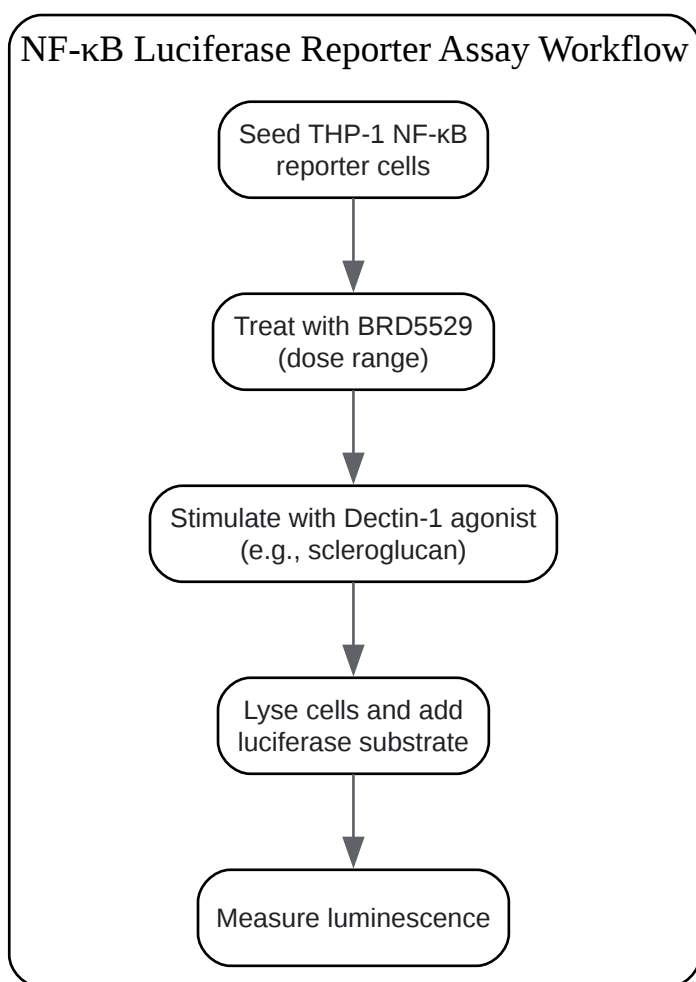 NF-κB Luciferase Reporter Assay Workflow
Seed THP-1 NF-κB
reporter cells
Treat with BRD5529
(dose range)
Stimulate with Dectin-1 agonist
(e.g., scleroglucan)
Lyse cells and add
luciferase substrate
Measure luminescence